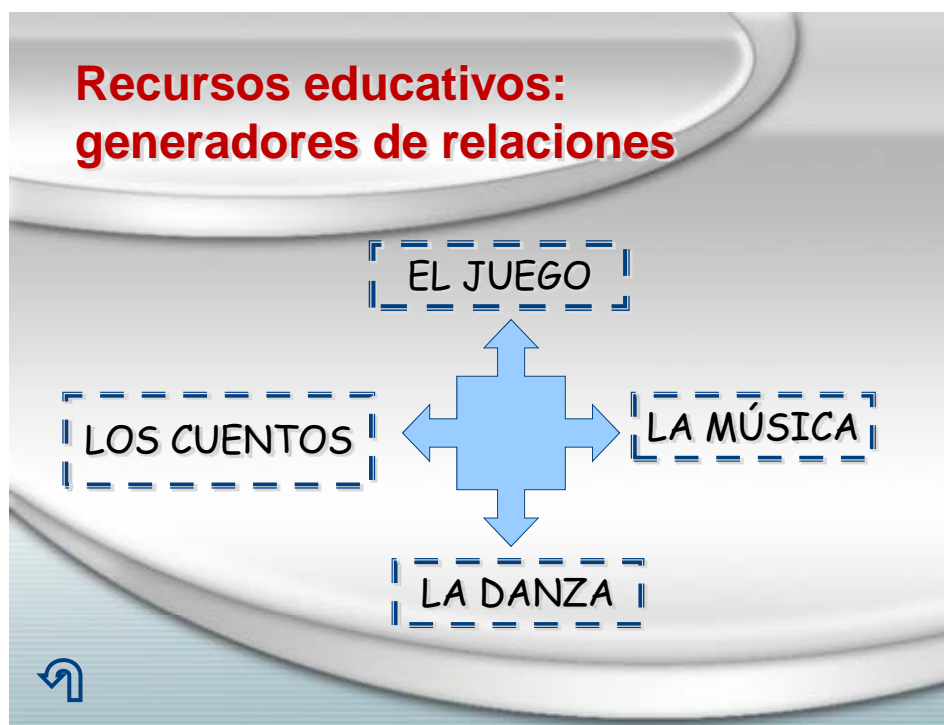 Recursos educativos:
generadores de relaciones
EL JUEGO
LOS CUENTOS
LA MÚSICA
LA DANZA